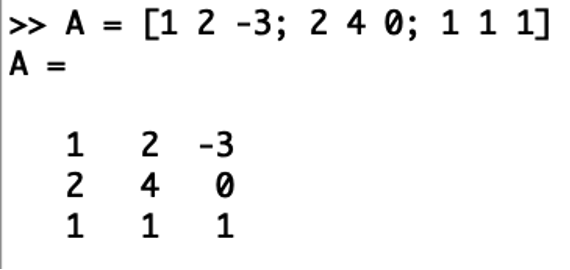 >> A = [1 2 -3; 2 4 0; 1 1 1]
A =
1 2 -3
2 4 0
1 1 1